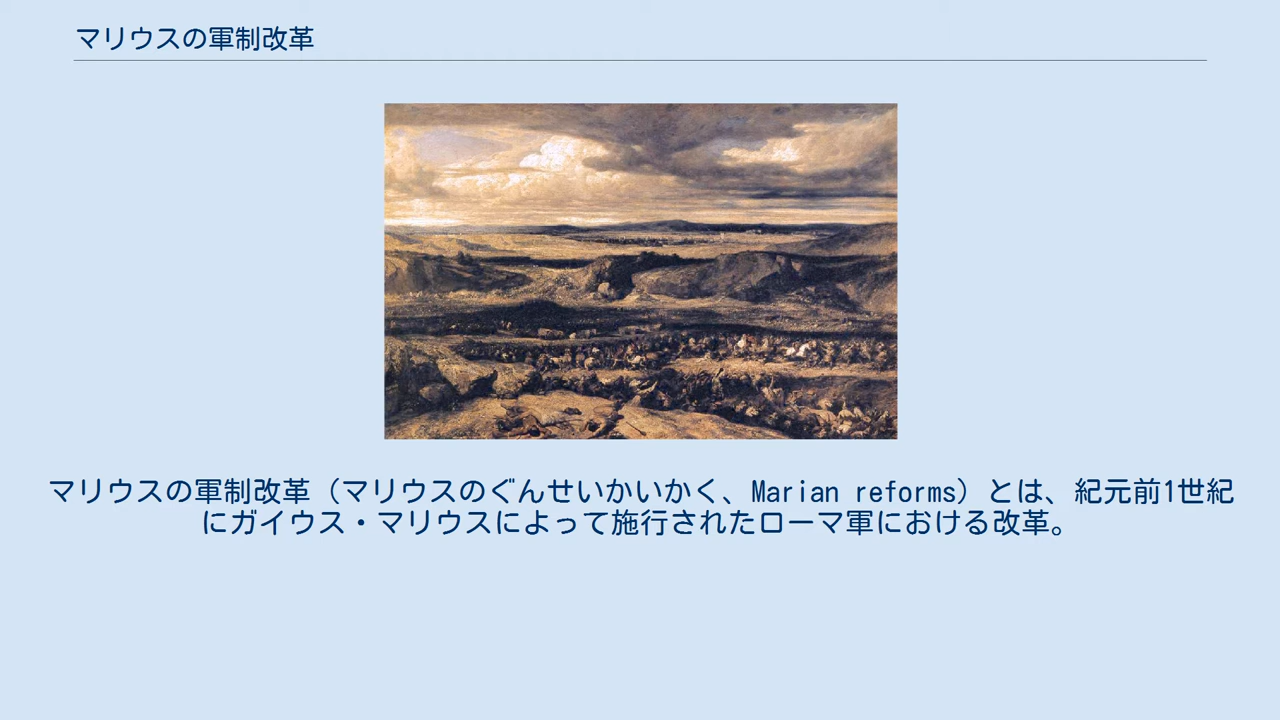 マリウスの軍制改革
マリウスの軍制改革（マリウスのぐんせいかいかく、Marian reforms）とは、紀元前1世紀
にガイウス・マリウスによって施行されたローマ軍における改革。